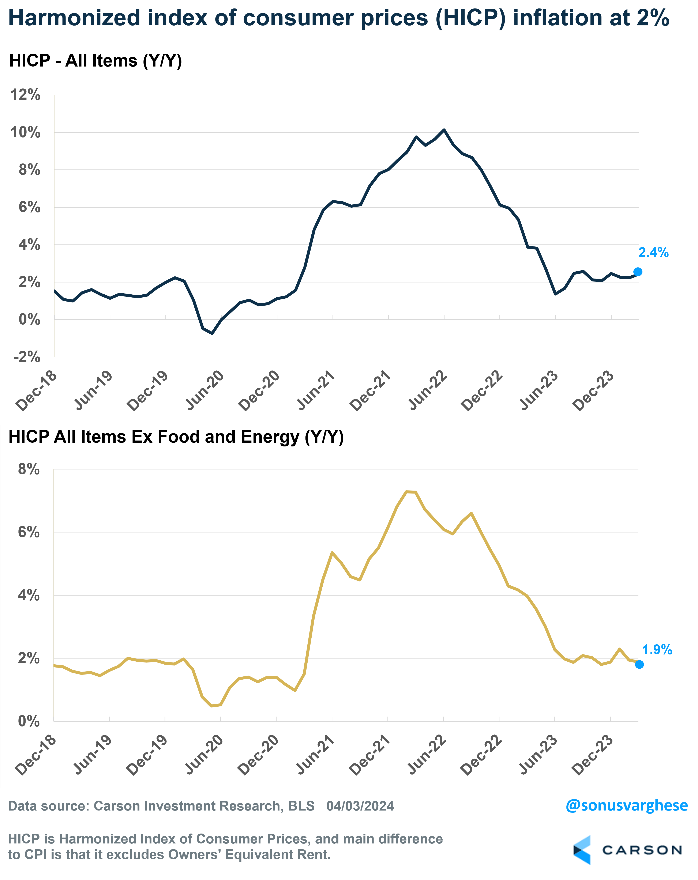 Harmonized index of consumer prices (HICP) inflation at 2%
HICP - All Items (Y/Y)
12%
10%
8%
6%
4%
2%
0%
-2%
2.4%
Dec-18
Jun-19
Dec-19
Jun-20
Dec-20
Jun-21
Dec-21
Jun-22
Dec-22
Jun-23
Dec-23
HICP All Items Ex Food and Energy (Y/Y)
8%
6%
4%
2%
0%
1.9%
Dec-18
Jun-19
Dec-19
Jun-20
Dec-20
Jun-21
Dec-21
Jun-22
Dec-22
Jun-23
Dec-23
Data source: Carson Investment Research, BLS 04/03/2024
@sonusvarghese
HICP is Harmonized Index of Consumer Prices, and main difference
to CPI is that it excludes Owners' Equivalent Rent.
CARSON